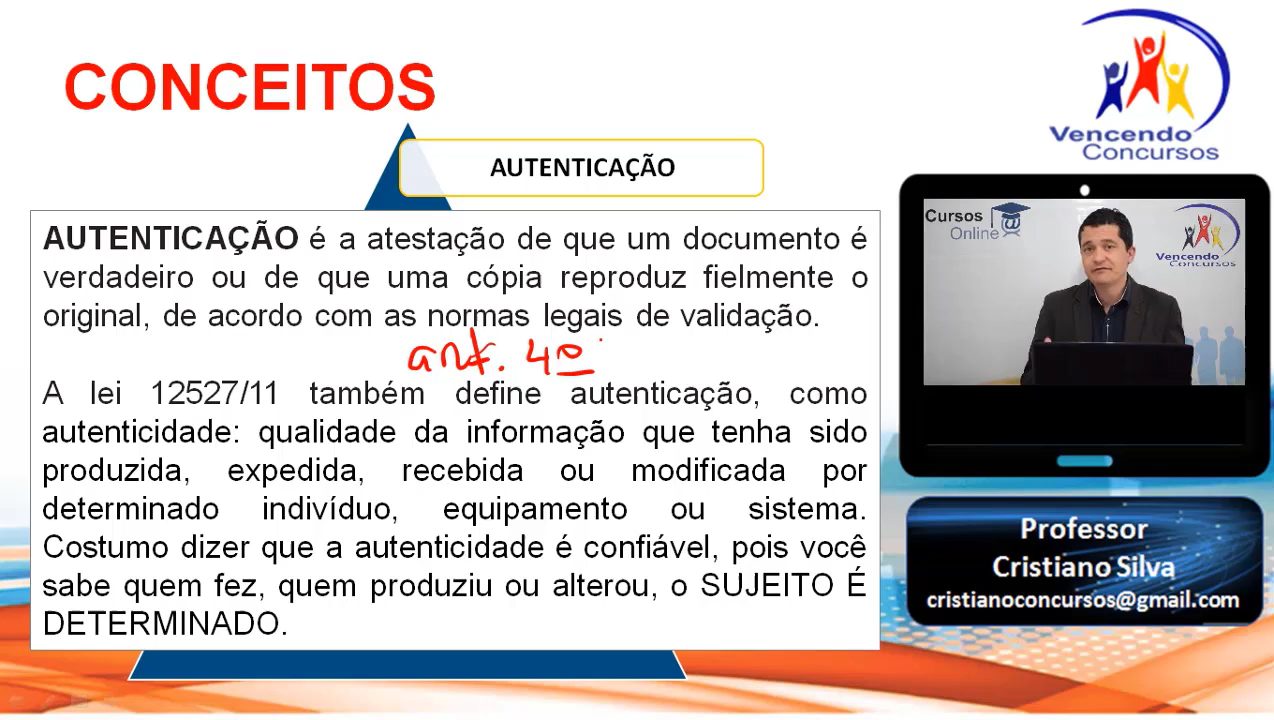 CONCEITOS
AUTENTICAÇÃO
AUTENTICAÇÃO é a atestação de que um documento é
verdadeiro ou de que uma cópia reproduz fielmente o
original, de acordo com as normas legais de validação.
art. 4º
A lei 12527/11 também define autenticação, como
autenticidade: qualidade da informação que tenha sido
produzida, expedida, recebida ou modificada por
determinado indivíduo, equipamento ou sistema.
Costumo dizer que a autenticidade é confiável, pois você
sabe quem fez, quem produziu ou alterou, o SUJEITO É
DETERMINADO.
Vencendo
Concursos
Cursos
Online
Vencendo
Concursos
Professor
Cristiano Silva
cristianoconcursos@gmail.com